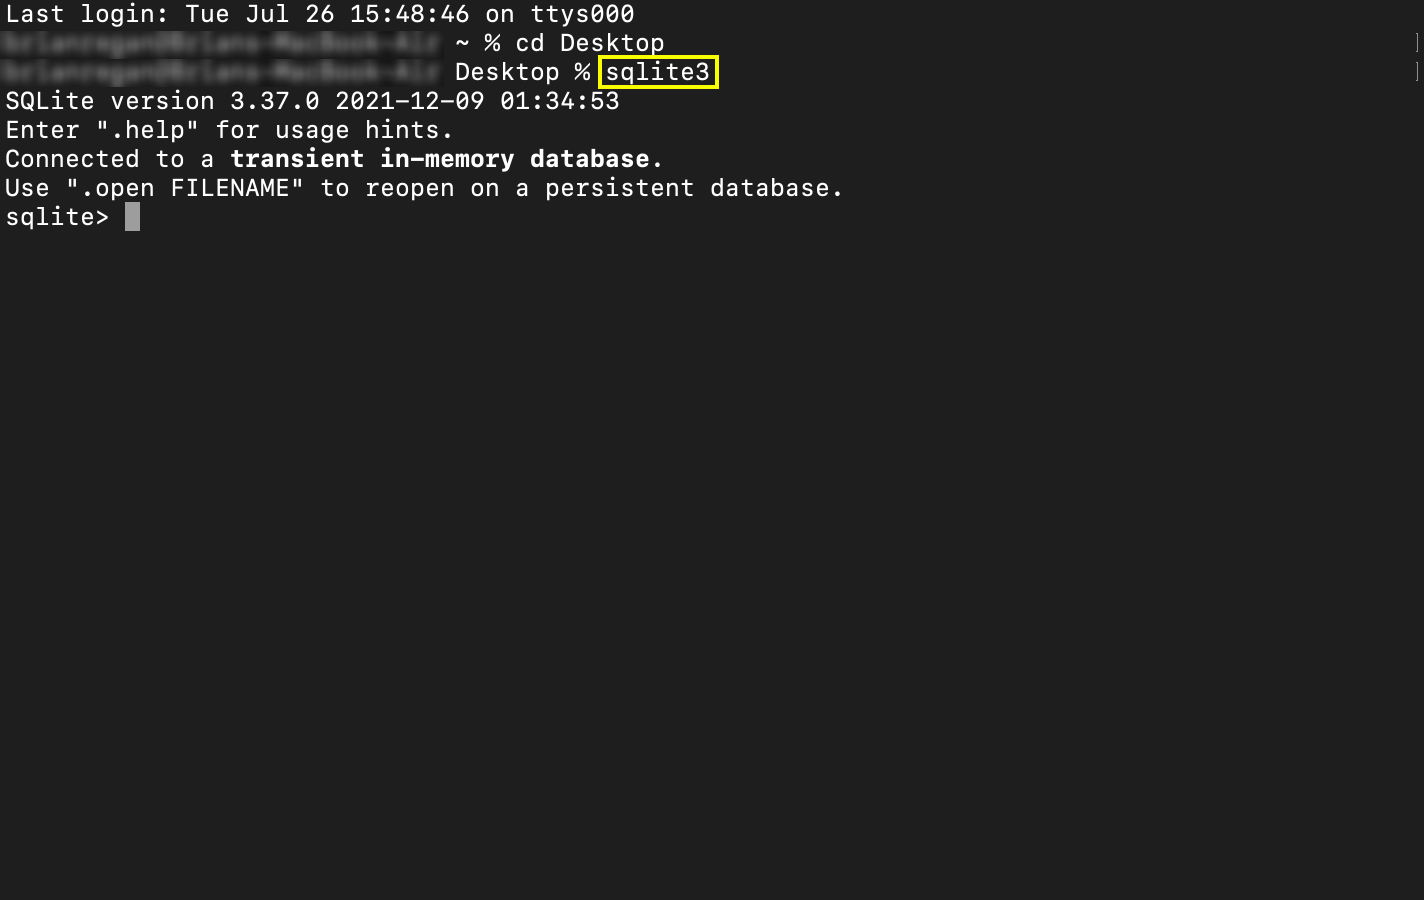 Last login: Tue Jul 26 15:48:46 on ttys000
~ % cd Desktop
Desktop % sqlite3
SQLite version 3.37.0 2021-12-09 01:34:53
Enter ".help" for usage hints.
Connected to a transient in-memory database.
Use ".open FILENAME" to reopen on a persistent database.
sqlite>